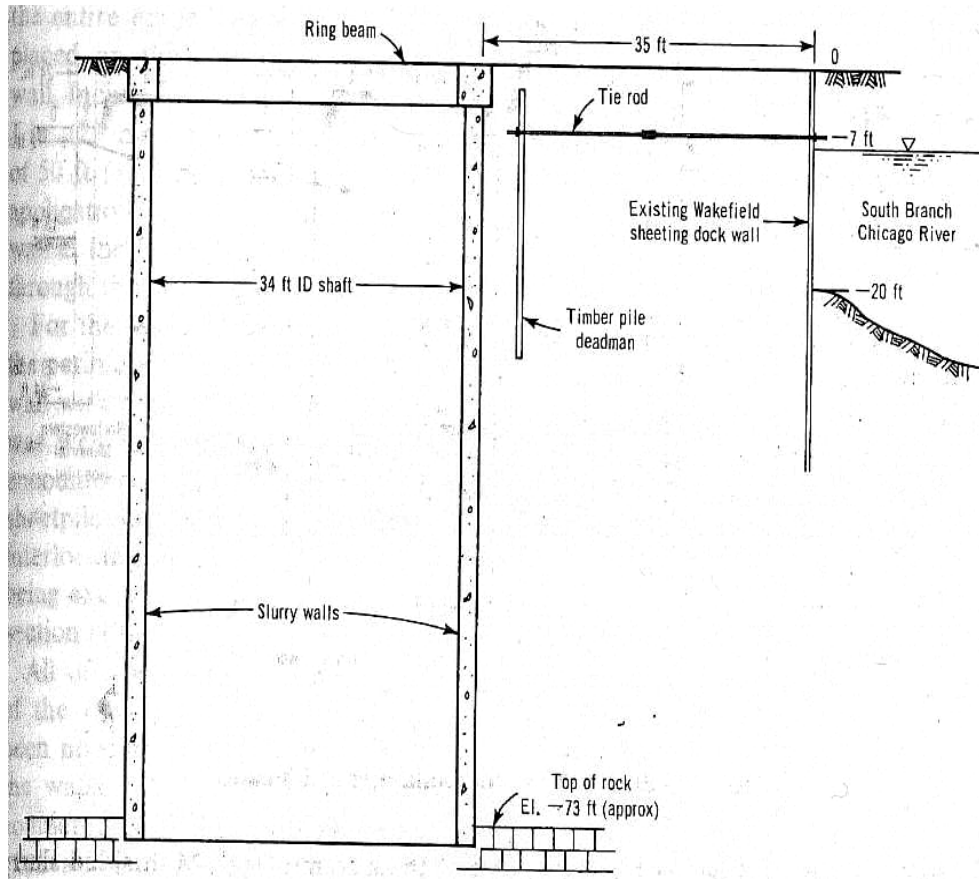 Ring beam
35 ft
0
Tie rod
−7 ft
Existing Wakefield
sheeting dock wall
South Branch
Chicago River
34 ft ID shaft
−20 ft
Timber pile
deadman
Slurry walls
Top of rock
El. −73 ft (approx)